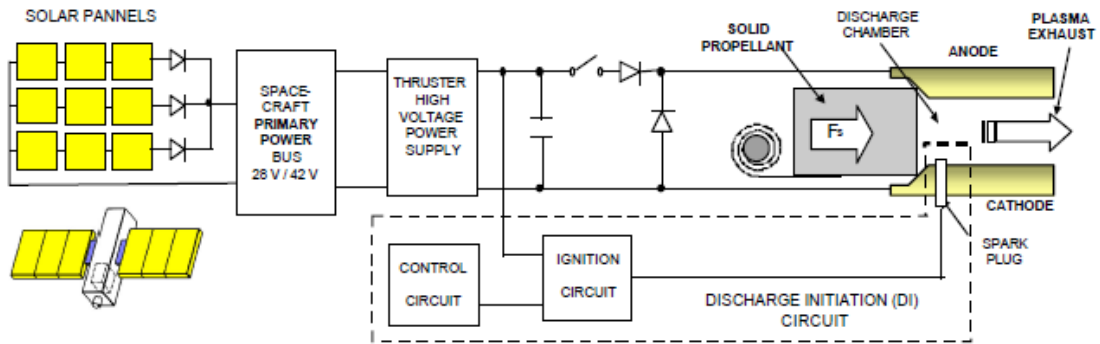 SOLAR PANNELS
SPACE-
CRAFT
PRIMARY
POWER
BUS
28 V / 42 V
THRUSTER
HIGH
VOLTAGE
POWER
SUPPLY
SOLID
PROPELLANT
Fs
DISCHARGE
CHAMBER
ANODE
PLASMA
EXHAUST
CATHODE
SPARK
PLUG
CONTROL
CIRCUIT
IGNITION
CIRCUIT
DISCHARGE INITIATION (DI)
CIRCUIT